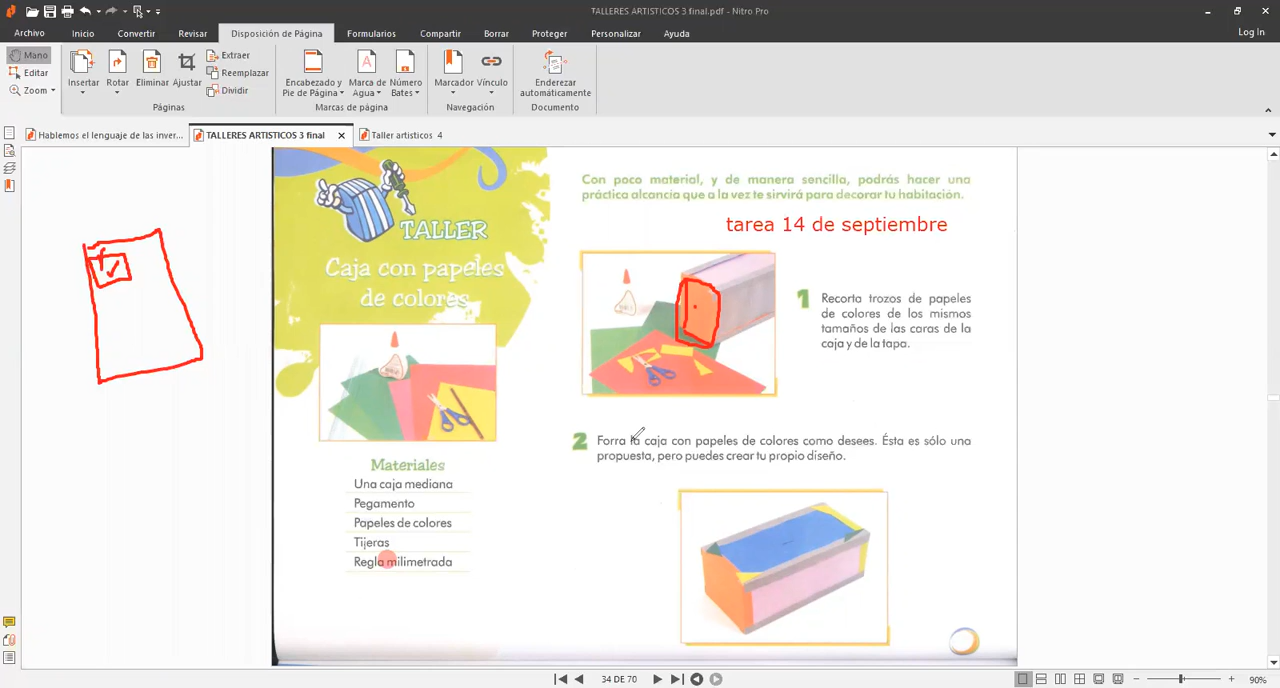 TALLERES ARTISTICOS 3 final.pdf - Nitro Pro
Archivo Inicio Convertir Revisar Disposición de Página Formularios Compartir Borrar Proteger Personalizar Ayuda Log In
Mano
Editar
Zoom
Insertar Rotar Eliminar Ajustar
Extraer
Reemplazar
Dividir
Páginas
Encabezado y Pie de Página
Marca de Agua
Número Bates
Marcas de página
Marcador Vínculo
Navegación
Enderezar automáticamente
Documento
Hablemos el lenguaje de las inver...
TALLERES ARTISTICOS 3 final
Taller artisticos 4
TALLER
Caja con papeles
de colores
Materiales
Una caja mediana
Pegamento
Papeles de colores
Tijeras
Regla milimetrada
Con poco material, y de manera sencilla, podrás hacer una
práctica alcancía que a la vez te sirvirá para decorar tu habitación.
tarea 14 de septiembre
1 Recorta trozos de papeles
de colores de los mismos
tamaños de las caras de la
caja y de la tapa.
2 Forra la caja con papeles de colores como desees. Ésta es sólo una
propuesta, pero puedes crear tu propio diseño.
34 DE 70
90%